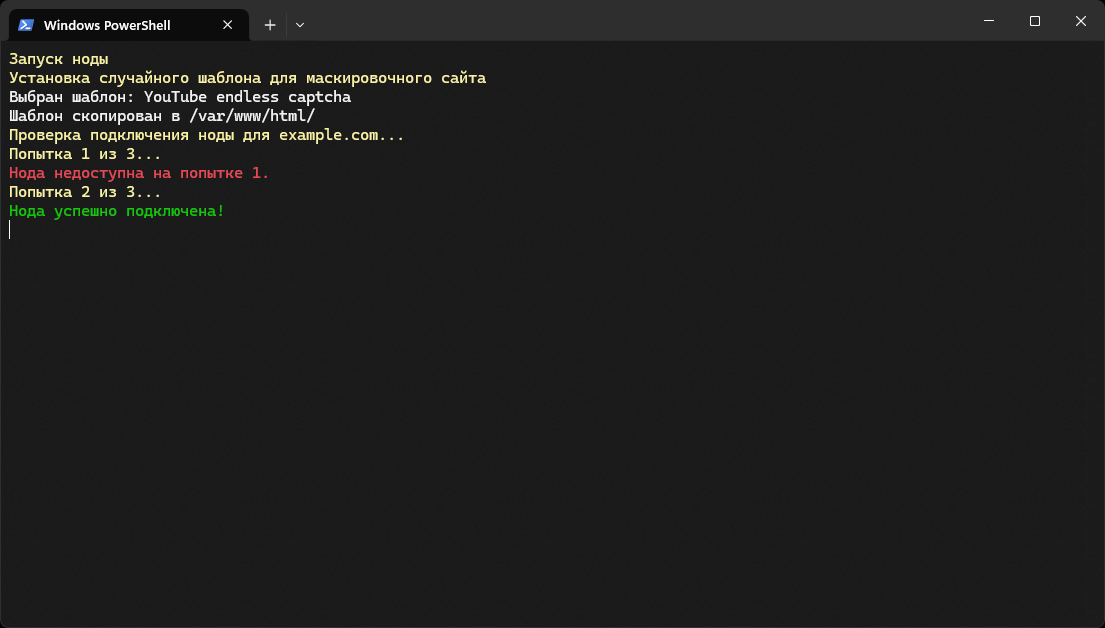 Windows PowerShell
Запуск ноды
Установка случайного шаблона для маскировочного сайта
Выбран шаблон: YouTube endless captcha
Шаблон скопирован в /var/www/html/
Проверка подключения ноды для example.com...
Попытка 1 из 3...
Нода недоступна на попытке 1.
Попытка 2 из 3...
Нода успешно подключена!